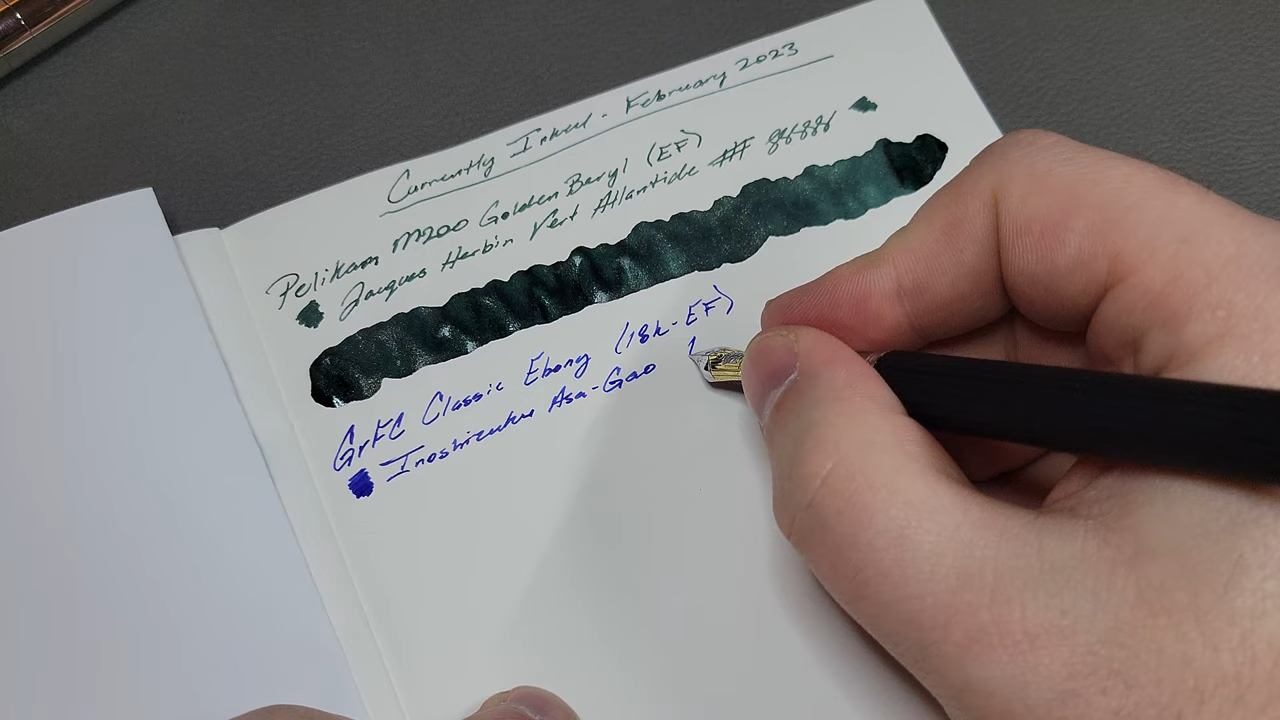 Currently Inked - February 2023
Pelikan M200 Golden Beryl (EF)
Jacques Herbin Vert Atlantide ## 88888
GvFC Classic Ebony (18k-EF)
Iroshizuku Asa-Gao